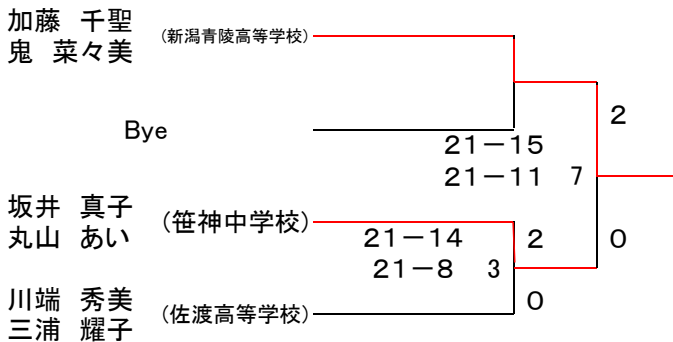 加藤 千聖
鬼 菜々美
(新潟青陵高等学校)
Bye
2
21-15
21-11 7
坂井 真子
丸山 あい
(笹神中学校)
21-14
21-8 3
2
0
0
川端 秀美
三浦 耀子
(佐渡高等学校)